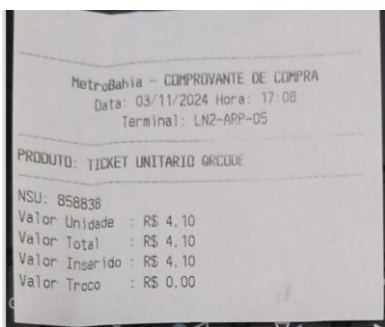 MetroBahia - COMPROVANTE DE COMPRA
Data: 03/11/2024 Hora: 17:08
Terminal: LN2-ARP-05
PRODUTO: TICKET UNITARIO QRCODE
NSU: 858838
Valor Unidade : R$ 4,10
Valor Total : R$ 4,10
Valor Inserido : R$ 4,10
Valor Troco : R$ 0,00